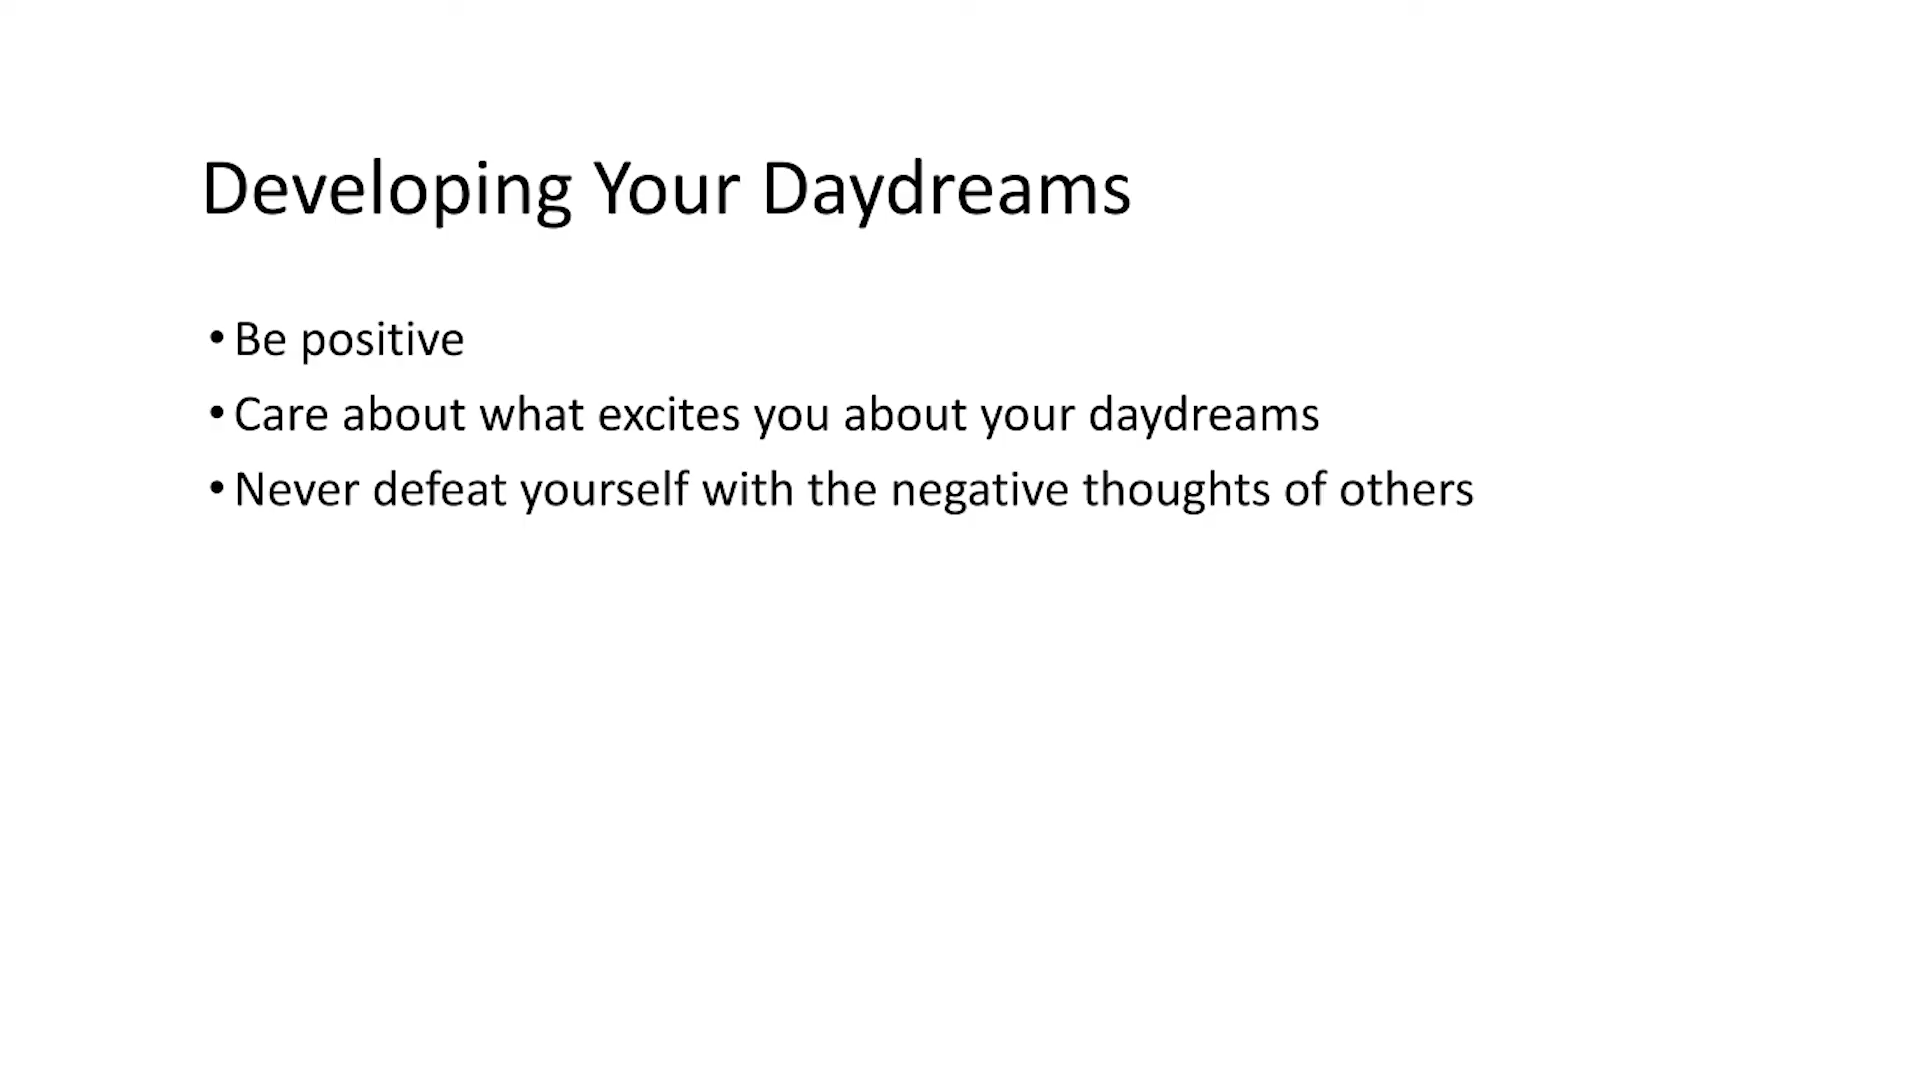 Developing Your Daydreams
• Be positive
• Care about what excites you about your daydreams
• Never defeat yourself with the negative thoughts of others